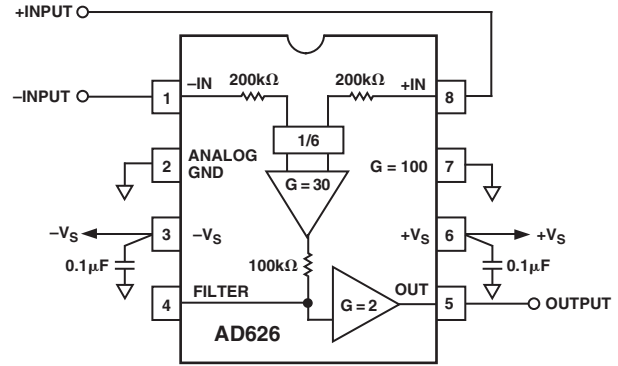 +INPUT
–INPUT
1
–IN
200kΩ
200kΩ
+IN
8
1/6
2
ANALOG
GND
G = 30
G = 100
7
–VS
3
–VS
+VS
6
+VS
0.1µF
100kΩ
0.1µF
4
FILTER
G = 2
OUT
5
OUTPUT
AD626